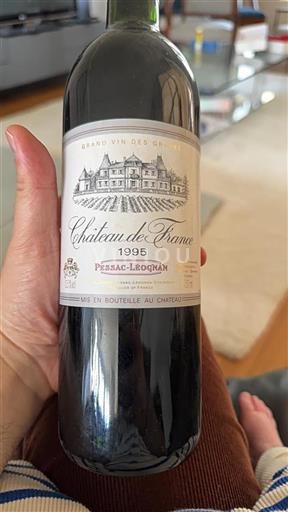 GRAND VIN DES GRAVES
Château de France
1995
PESSAC-LÉOGNAN
MIS EN BOUTEILLE AU CHATEAU